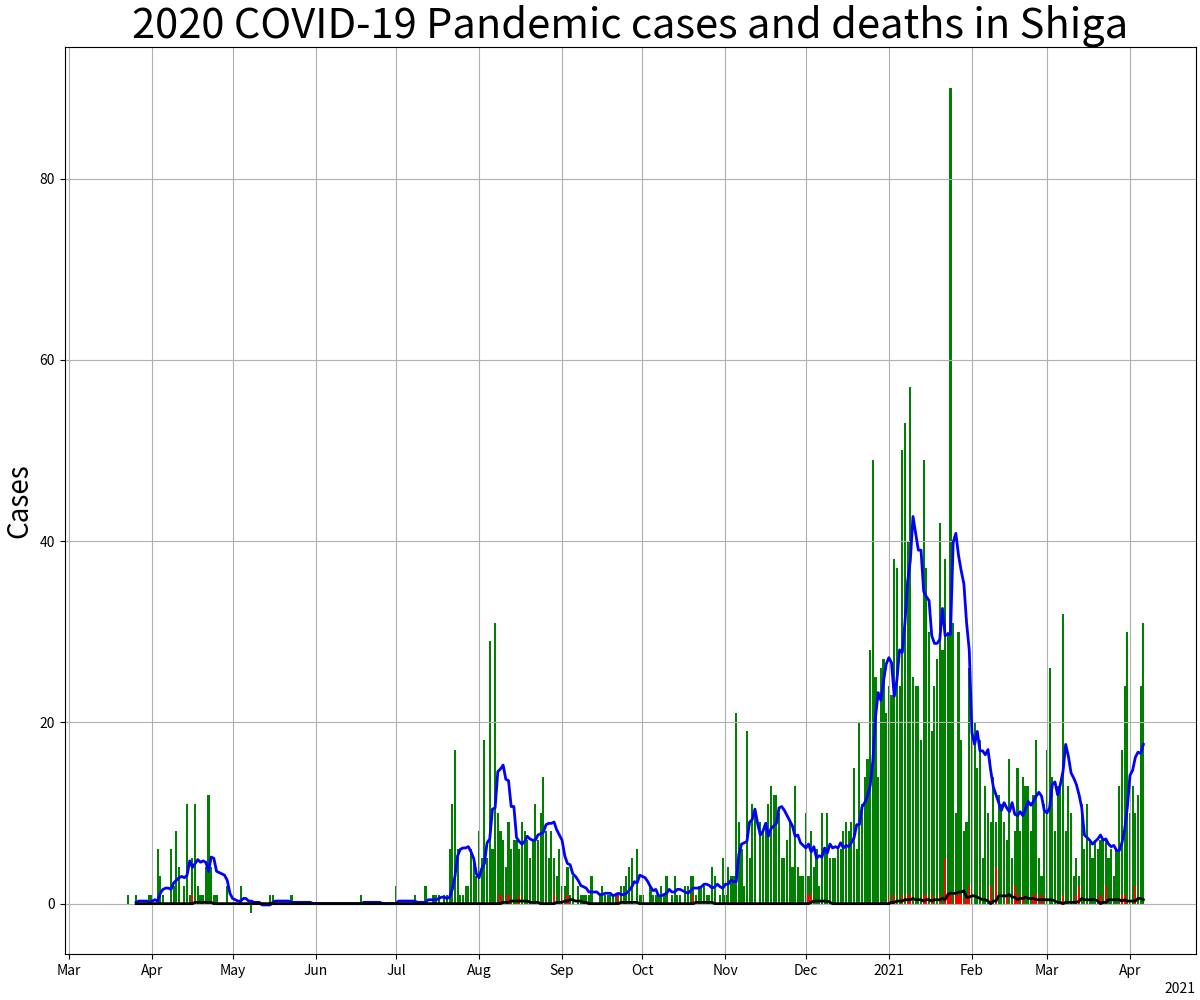 2020 COVID-19 Pandemic cases and deaths in Shiga
Cases
80
60
40
20
0
Mar Apr May Jun Jul Aug Sep Oct Nov Dec 2021 Feb Mar Apr
2021